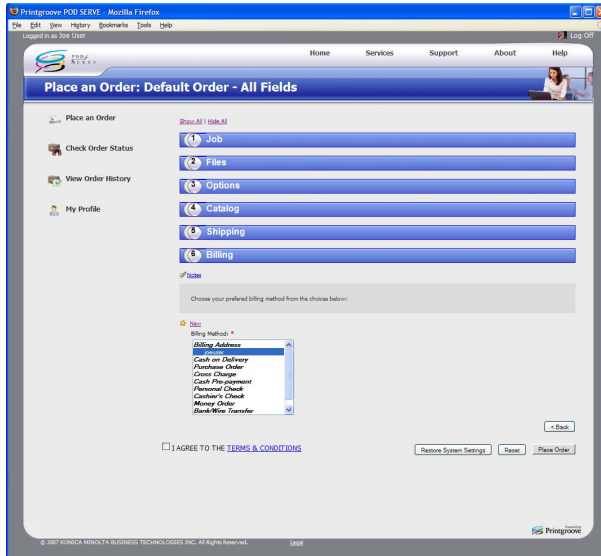 Printgroove POD SERVE - Mozilla Firefox
File Edit View History Bookmarks Tools Help
Logged in as Joe User
Log Off
POD
SERVE
Home Services Support About Help
Place an Order: Default Order - All Fields
Place an Order
Check Order Status
View Order History
My Profile
Show All | Hide All
1 Job
2 Files
3 Options
4 Catalog
5 Shipping
6 Billing
Notes
Choose your prefered billing method from the choices below:
New
Billing Method: *
Billing Address
joeuser
Cash on Delivery
Purchase Order
Cross Charge
Cash Pre-payment
Personal Check
Cashier's Check
Money Order
Bank/Wire Transfer
< Back
I AGREE TO THE TERMS & CONDITIONS
Restore System Settings Reset Place Order
Powered by
Printgroove
© 2007 KONICA MINOLTA BUSINESS TECHNOLOGIES INC. All Rights Reserved. Legal